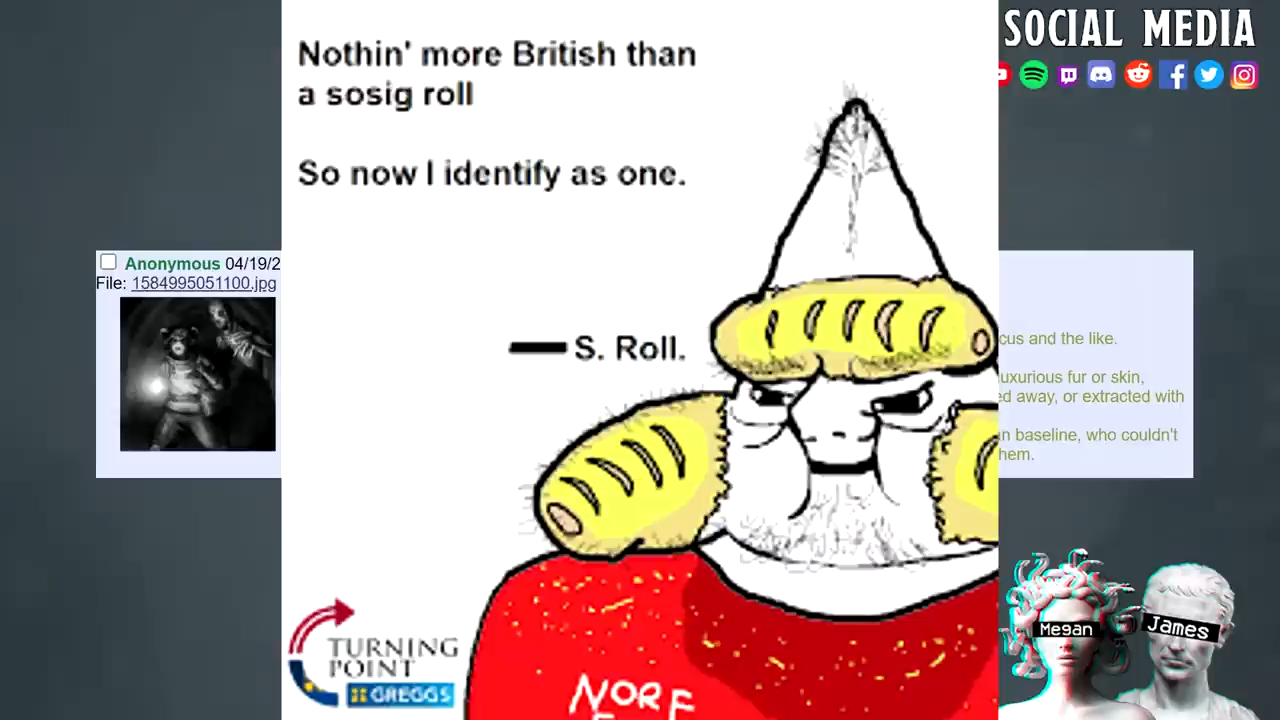 SOCIAL MEDIA
Nothin' more British than
a sosig roll
So now I identify as one.
S. Roll.
Anonymous 04/19/2
File: 1584995051100.jpg
cus and the like.
uxurious fur or skin,
ed away, or extracted with
n baseline, who couldn't
hem.
TURNING
POINT
GREGGS
NORF
Megan
James